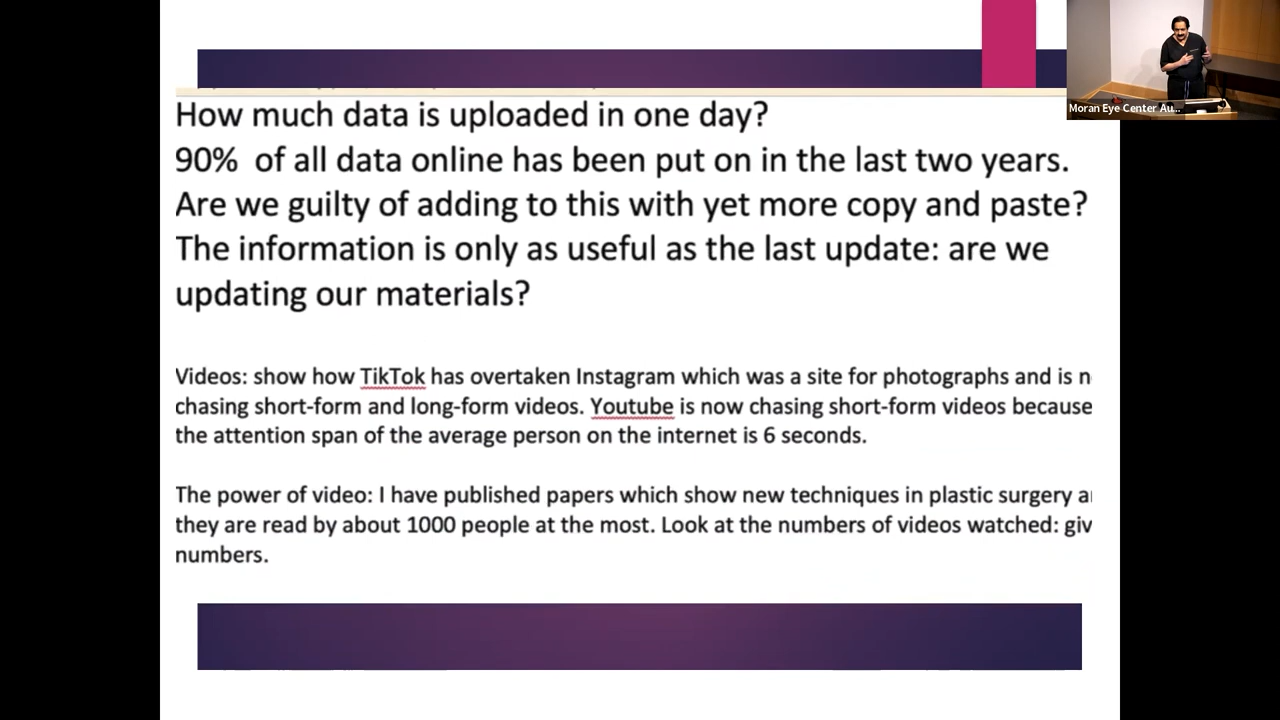 Moran Eye Center Au...
How much data is uploaded in one day?
90% of all data online has been put on in the last two years.
Are we guilty of adding to this with yet more copy and paste?
The information is only as useful as the last update: are we
updating our materials?
Videos: show how TikTok has overtaken Instagram which was a site for photographs and is n
chasing short-form and long-form videos. Youtube is now chasing short-form videos because
the attention span of the average person on the internet is 6 seconds.
The power of video: I have published papers which show new techniques in plastic surgery a
they are read by about 1000 people at the most. Look at the numbers of videos watched: giv
numbers.